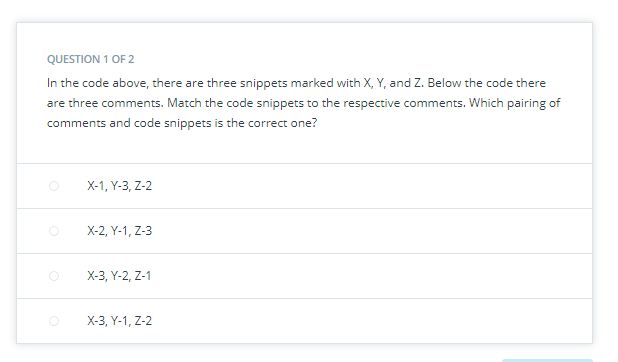 QUESTION 1 OF 2
In the code above, there are three snippets marked with X, Y, and Z. Below the code there
are three comments. Match the code snippets to the respective comments. Which pairing of
comments and code snippets is the correct one?
X-1, Y-3, Z-2
X-2, Y-1, Z-3
X-3, Y-2, Z-1
X-3, Y-1, Z-2